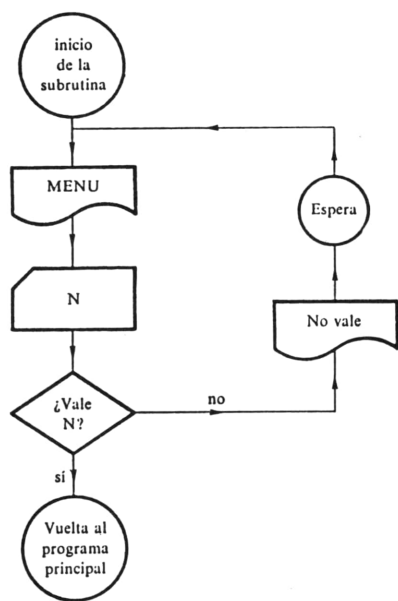 inicio
de la
subrutina
MENU
Espera
N
No vale
¿Vale
N?
no
sí
Vuelta al
programa
principal